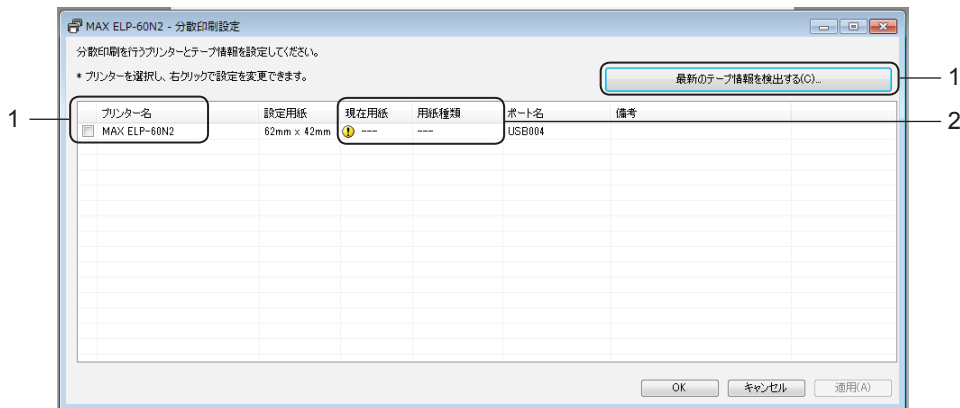 MAX ELP-60N2 - 分散印刷設定
分散印刷を行うプリンターとテープ情報を設定してください。
* プリンターを選択し、右クリックで設定を変更できます。
最新のテープ情報を検出する(C)...
1
1
プリンター名 設定用紙 現在用紙 用紙種類 ポート名 備考
2
MAX ELP-60N2 62mm x 42mm --- --- USB004
OK キャンセル 適用(A)